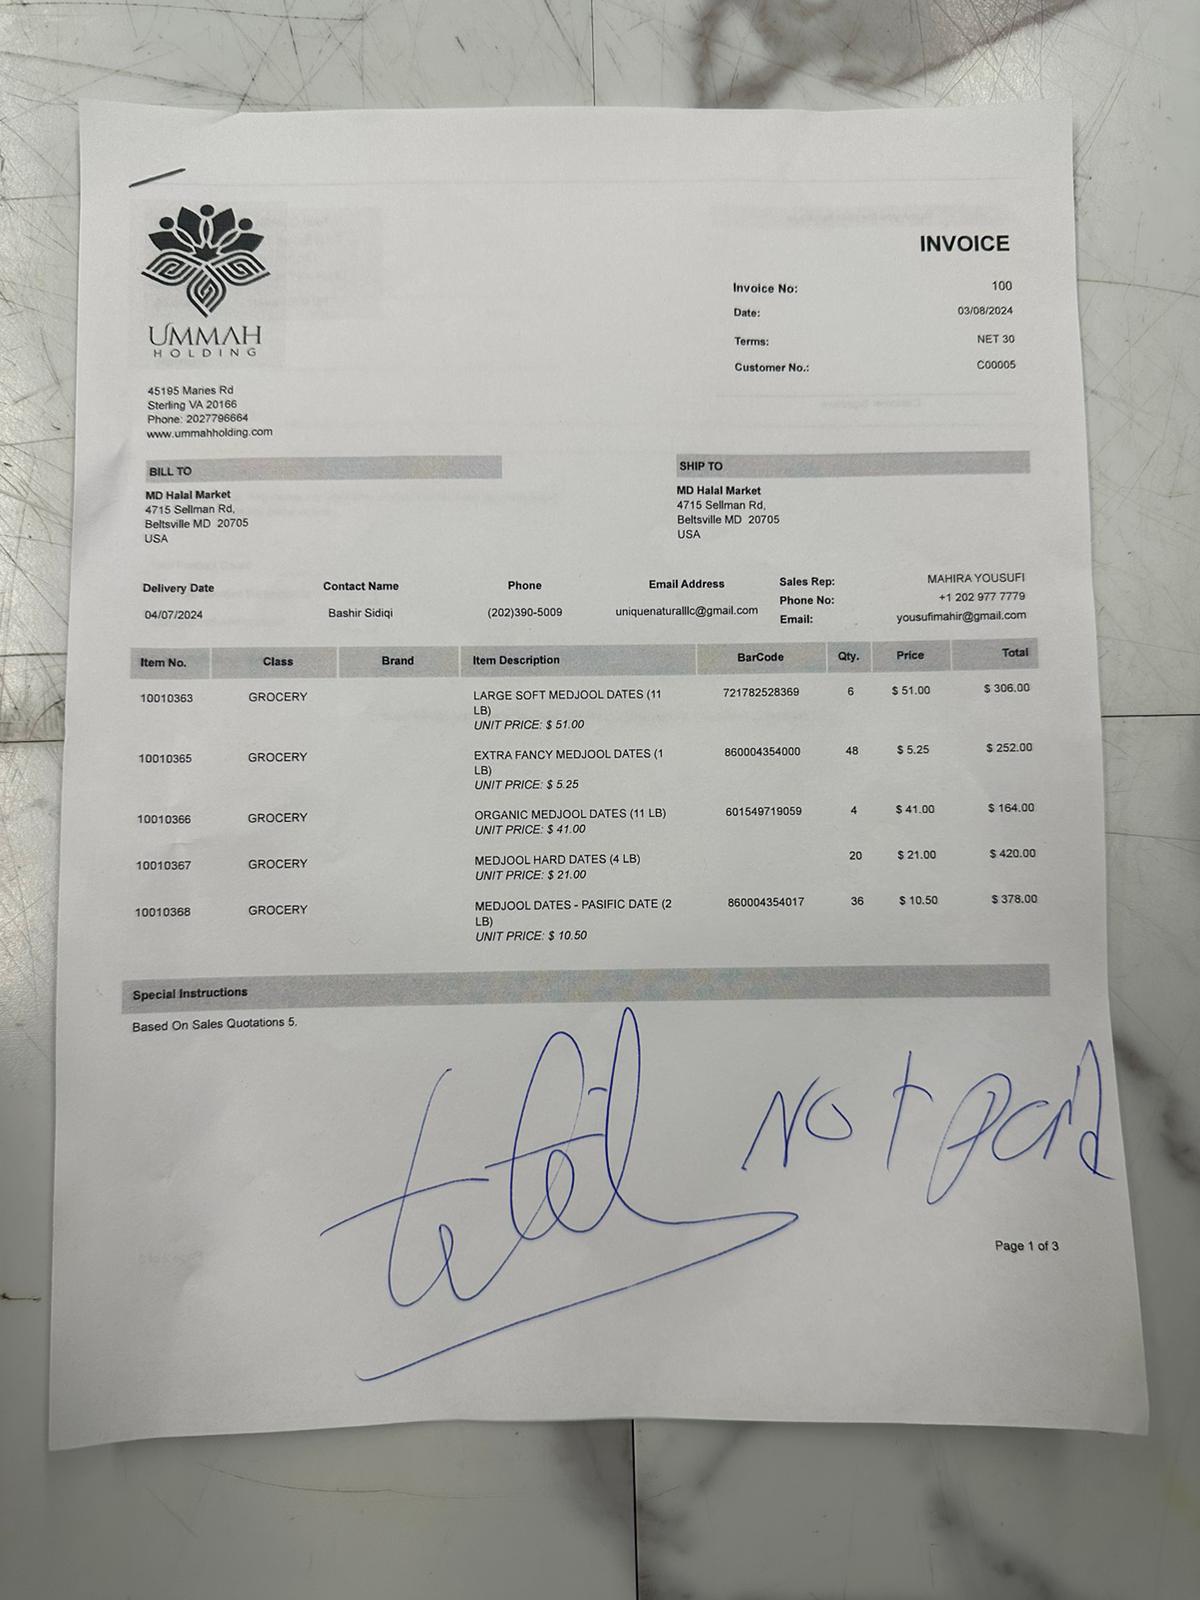 UMMAH
HOLDING
45195 Maries Rd
Sterling VA 20166
Phone: 2027796664
www.ummahholding.com
INVOICE
Invoice No: 100
Date: 03/08/2024
Terms: NET 30
Customer No.: C00005
BILL TO
MD Halal Market
4715 Sellman Rd,
Beltsville MD 20705
USA
SHIP TO
MD Halal Market
4715 Sellman Rd,
Beltsville MD 20705
USA
Delivery Date Contact Name Phone Email Address
04/07/2024 Bashir Sidiqi (202)390-5009 uniquenaturalllc@gmail.com
Sales Rep: MAHIRA YOUSUFI
Phone No: +1 202 977 7779
Email: yousufimahir@gmail.com
Item No. Class Brand Item Description BarCode Qty. Price Total
10010363 GROCERY LARGE SOFT MEDJOOL DATES (11 721782528369 6 $ 51.00 $ 306.00
LB)
UNIT PRICE: $ 51.00
10010365 GROCERY EXTRA FANCY MEDJOOL DATES (1 860004354000 48 $ 5.25 $ 252.00
LB)
UNIT PRICE: $ 5.25
10010366 GROCERY ORGANIC MEDJOOL DATES (11 LB) 601549719059 4 $ 41.00 $ 164.00
UNIT PRICE: $ 41.00
10010367 GROCERY MEDJOOL HARD DATES (4 LB) 20 $ 21.00 $ 420.00
UNIT PRICE: $ 21.00
10010368 GROCERY MEDJOOL DATES - PASIFIC DATE (2 860004354017 36 $ 10.50 $ 378.00
LB)
UNIT PRICE: $ 10.50
Special Instructions
Based On Sales Quotations 5.
Not paid
Page 1 of 3